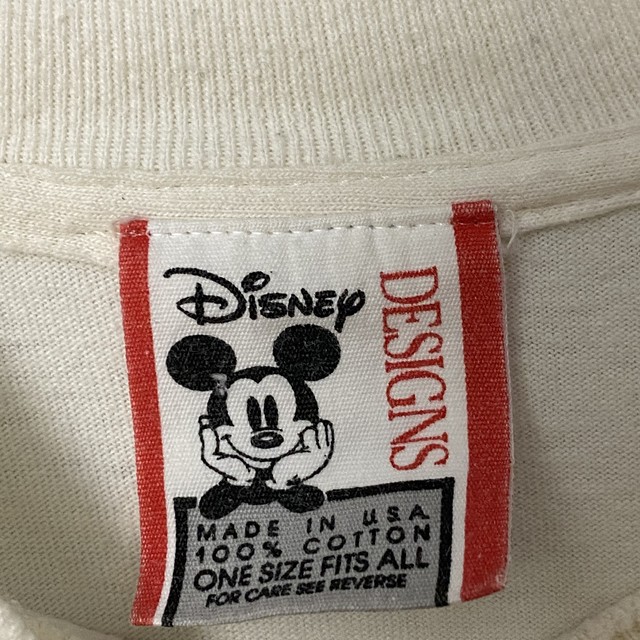 DISNEY
DESIGNS
MADE IN U.S.A.
100% COTTON
ONE SIZE FITS ALL
FOR CARE SEE REVERSE